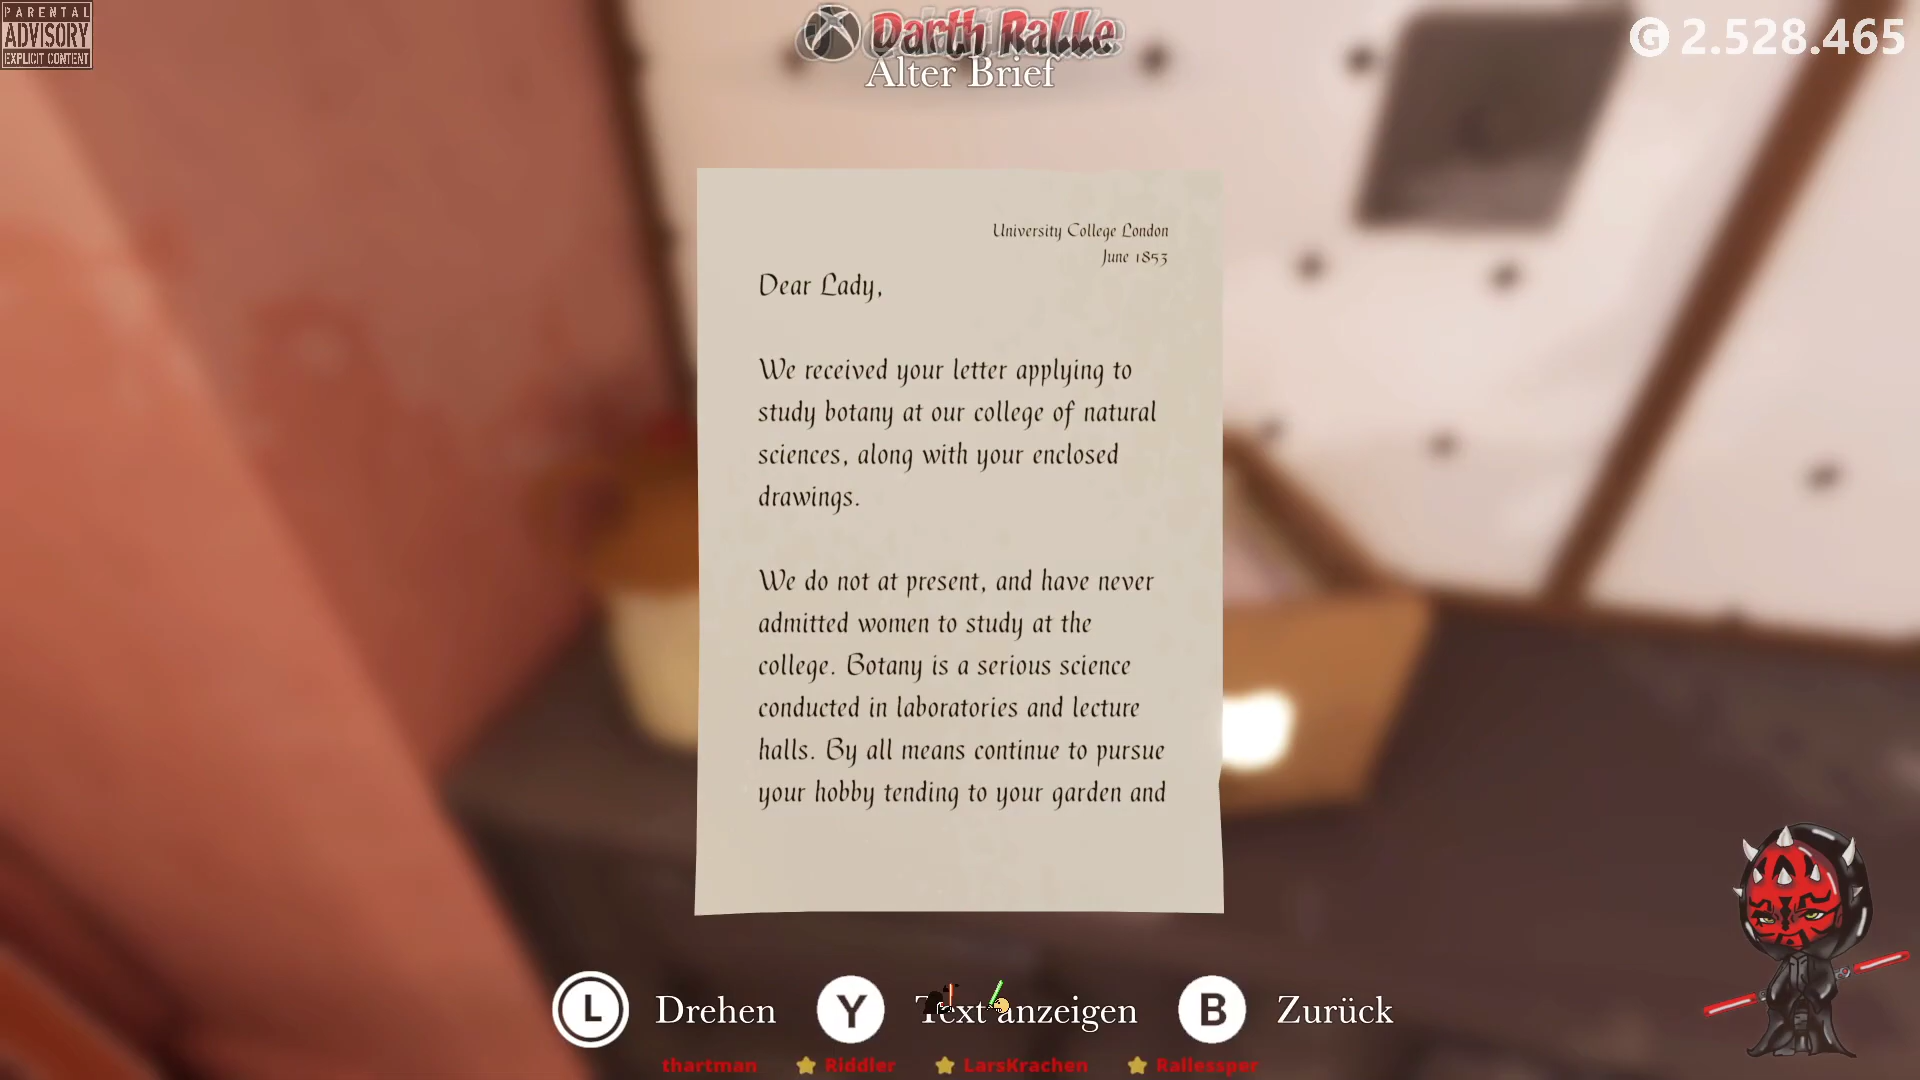 PARENTAL
ADVISORY
EXPLICIT CONTENT
Darth Ralle
Alter Brief
G 2.528.465
University College London
June 1853
Dear Lady,
We received your letter applying to
study botany at our college of natural
sciences, along with your enclosed
drawings.
We do not at present, and have never
admitted women to study at the
college. Botany is a serious science
conducted in laboratories and lecture
halls. By all means continue to pursue
your hobby tending to your garden and
L Drehen Y Text anzeigen B Zurück
thartman Riddler LarsKrachen Rallessper